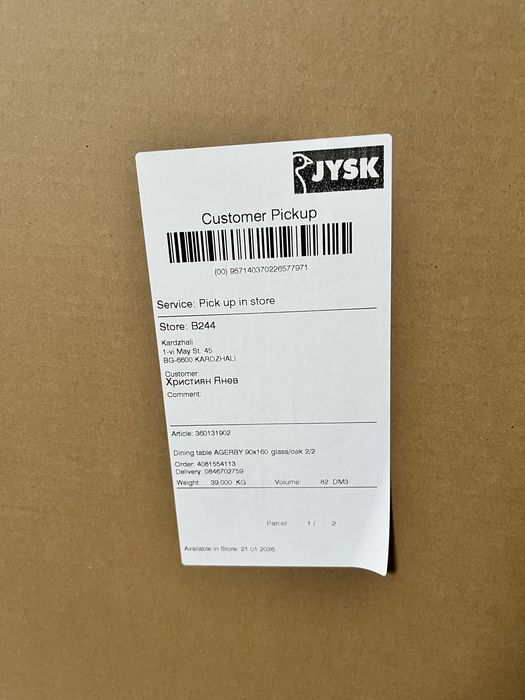 JYSK
Customer Pickup
(00) 957140370226577971
Service: Pick up in store
Store: B244
Kardzhali
1-vi May St. 45
BG-6600 KARDZHALI
Customer:
Християн Янев
Comment:
Article: 360131902
Dining table AGERBY 90x160 glass/oak 2/2
Order: 4081554113
Delivery: 0846702759
Weight: 39,000 KG Volume: 62 DM3
Parcel: 1 / 2
Available in Store: 21.01.2026